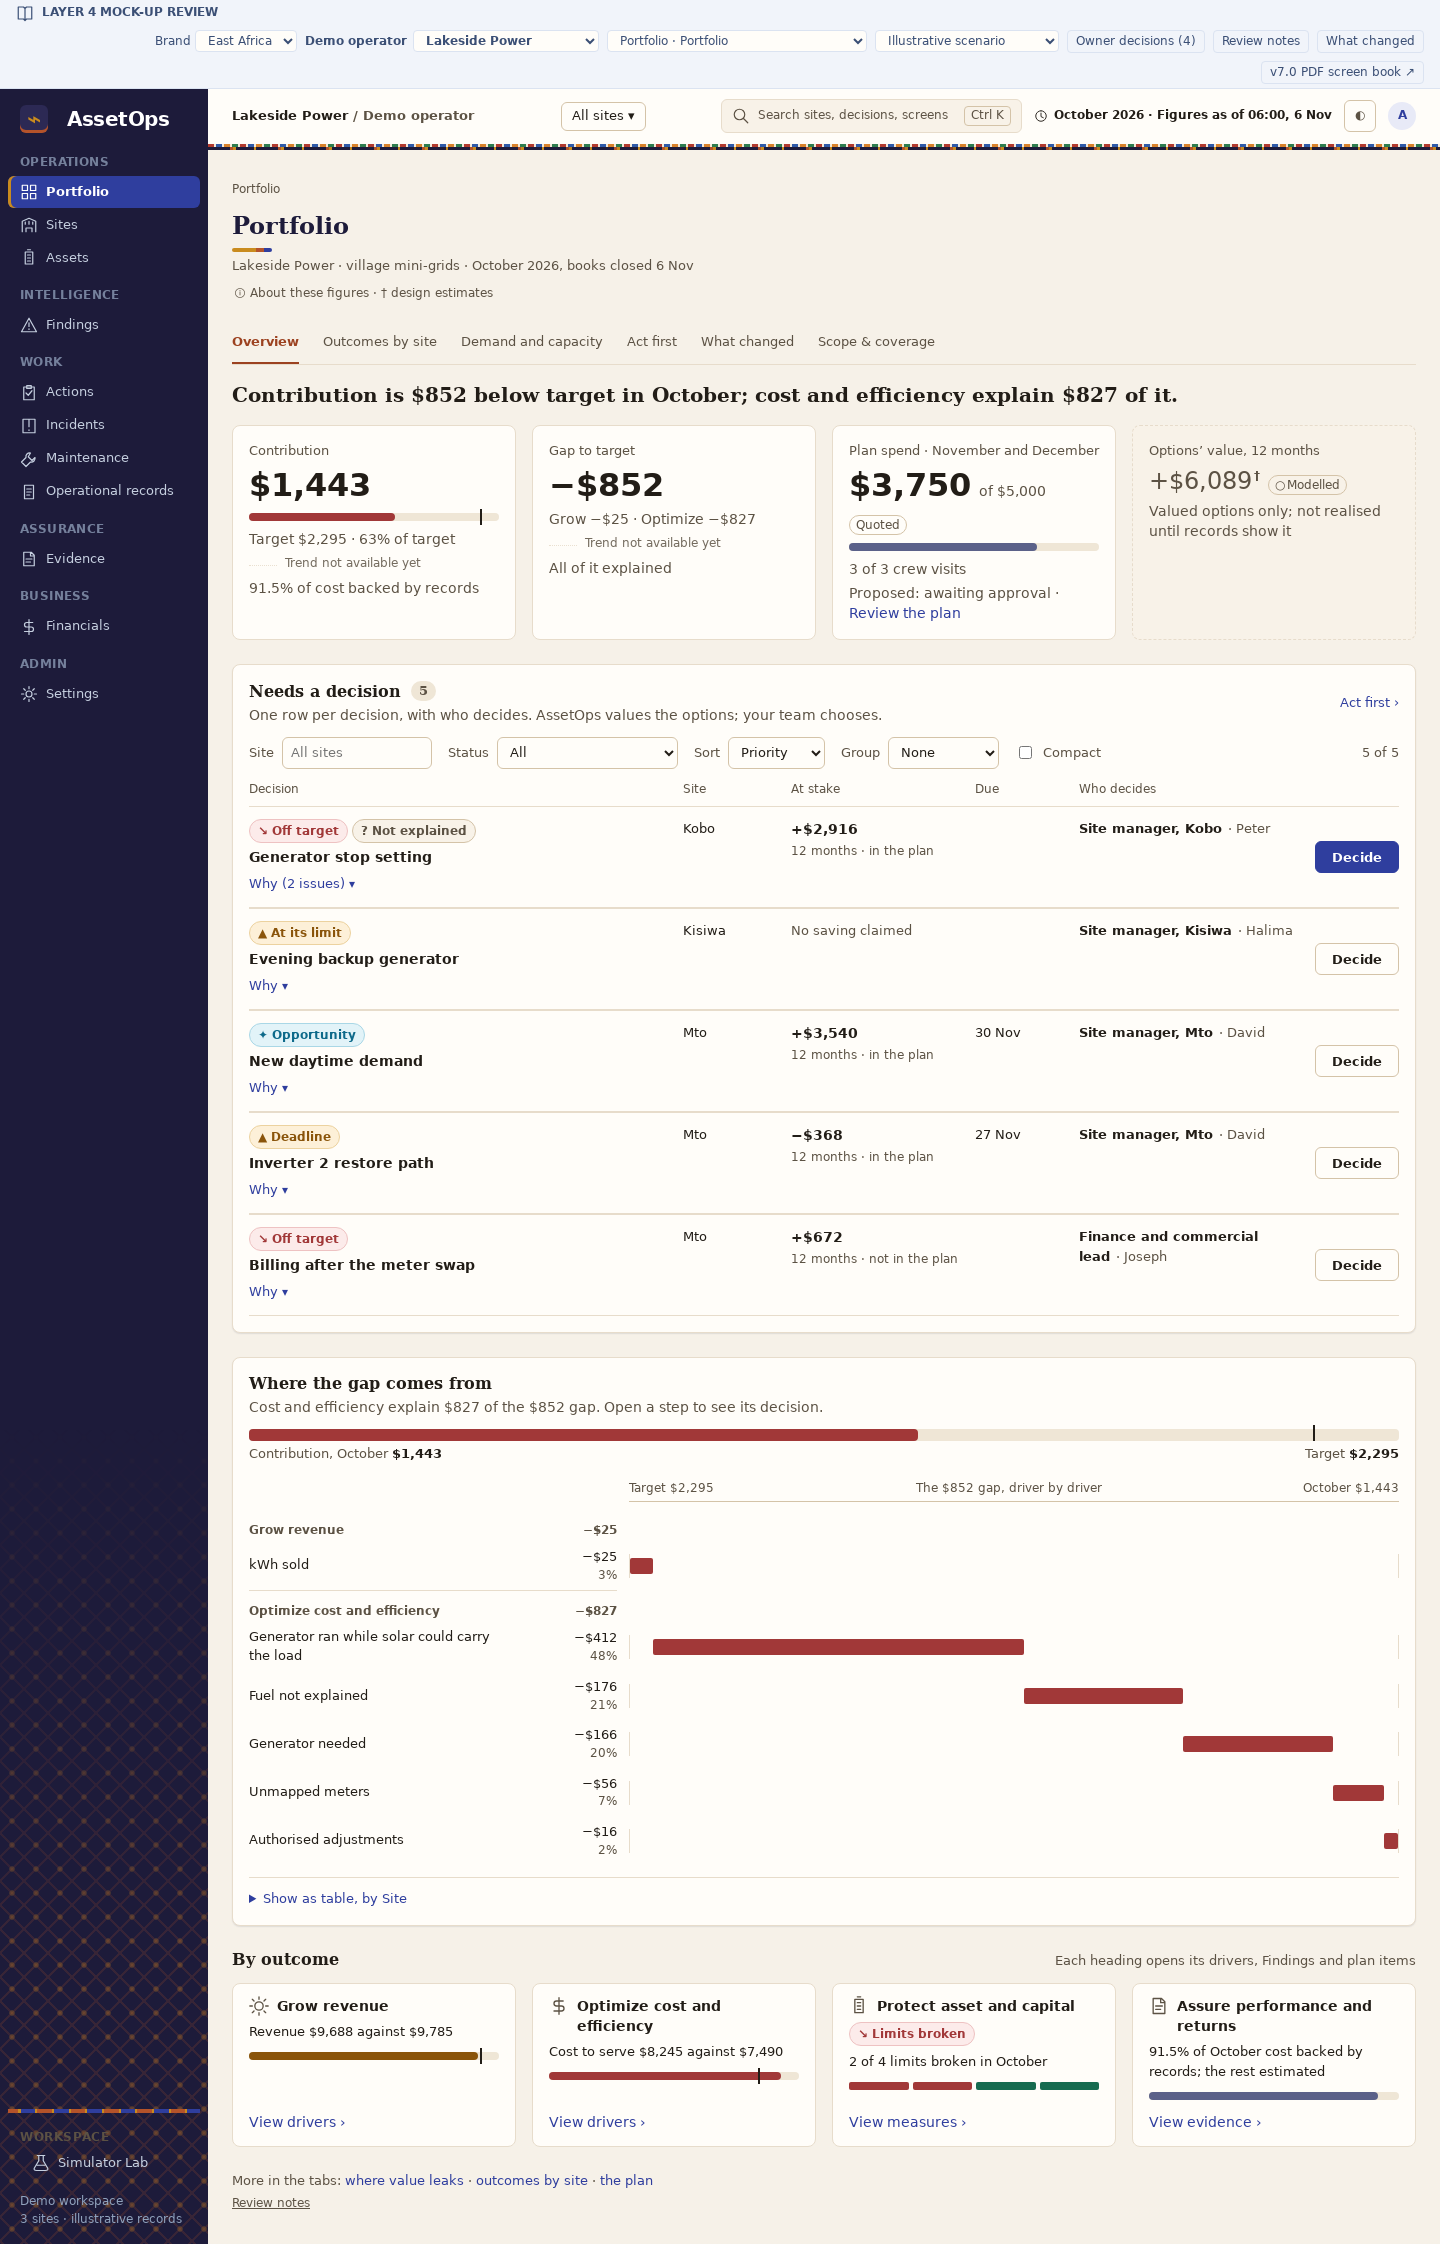 LAYER 4 MOCK-UP REVIEW
Brand East Africa Demo operator Lakeside Power Portfolio · Portfolio Illustrative scenario Owner decisions (4) Review notes What changed
v7.0 PDF screen book ↗
AssetOps
OPERATIONS
Portfolio
Sites
Assets
INTELLIGENCE
Findings
WORK
Actions
Incidents
Maintenance
Operational records
ASSURANCE
Evidence
BUSINESS
Financials
ADMIN
Settings
WORKSPACE
Simulator Lab
Demo workspace
3 sites · illustrative records
Lakeside Power / Demo operator All sites ▾ Search sites, decisions, screens Ctrl K October 2026 · Figures as of 06:00, 6 Nov A
Portfolio
Portfolio
Lakeside Power · village mini-grids · October 2026, books closed 6 Nov
About these figures · † design estimates
Overview Outcomes by site Demand and capacity Act first What changed Scope & coverage
Contribution is $852 below target in October; cost and efficiency explain $827 of it.
Contribution
$1,443
Target $2,295 · 63% of target
Trend not available yet
91.5% of cost backed by records
Gap to target
−$852
Grow −$25 · Optimize −$827
Trend not available yet
All of it explained
Plan spend · November and December
$3,750 of $5,000
Quoted
3 of 3 crew visits
Proposed: awaiting approval ·
Review the plan
Options’ value, 12 months
+$6,089† ○ Modelled
Valued options only; not realised
until records show it
Needs a decision 5
One row per decision, with who decides. AssetOps values the options; your team chooses.
Act first ›
Site All sites Status All Sort Priority Group None Compact 5 of 5
Decision Site At stake Due Who decides
↘ Off target ? Not explained Kobo +$2,916 Site manager, Kobo · Peter
Generator stop setting 12 months · in the plan Decide
Why (2 issues) ▾
▲ At its limit Kisiwa No saving claimed Site manager, Kisiwa · Halima
Evening backup generator Decide
Why ▾
✦ Opportunity Mto +$3,540 30 Nov Site manager, Mto · David
New daytime demand 12 months · in the plan Decide
Why ▾
▲ Deadline Mto −$368 27 Nov Site manager, Mto · David
Inverter 2 restore path 12 months · in the plan Decide
Why ▾
↘ Off target Mto +$672 Finance and commercial
lead · Joseph
Billing after the meter swap 12 months · not in the plan Decide
Why ▾
Where the gap comes from
Cost and efficiency explain $827 of the $852 gap. Open a step to see its decision.
Contribution, October $1,443 Target $2,295
Target $2,295 The $852 gap, driver by driver October $1,443
Grow revenue −$25
kWh sold −$25
3%
Optimize cost and efficiency −$827
Generator ran while solar could carry −$412
the load 48%
Fuel not explained −$176
21%
Generator needed −$166
20%
Unmapped meters −$56
7%
Authorised adjustments −$16
2%
▶ Show as table, by Site
By outcome Each heading opens its drivers, Findings and plan items
Grow revenue
Revenue $9,688 against $9,785
View drivers ›
Optimize cost and
efficiency
Cost to serve $8,245 against $7,490
View drivers ›
Protect asset and capital
↘ Limits broken
2 of 4 limits broken in October
View measures ›
Assure performance and
returns
91.5% of October cost backed by
records; the rest estimated
View evidence ›
More in the tabs: where value leaks · outcomes by site · the plan
Review notes